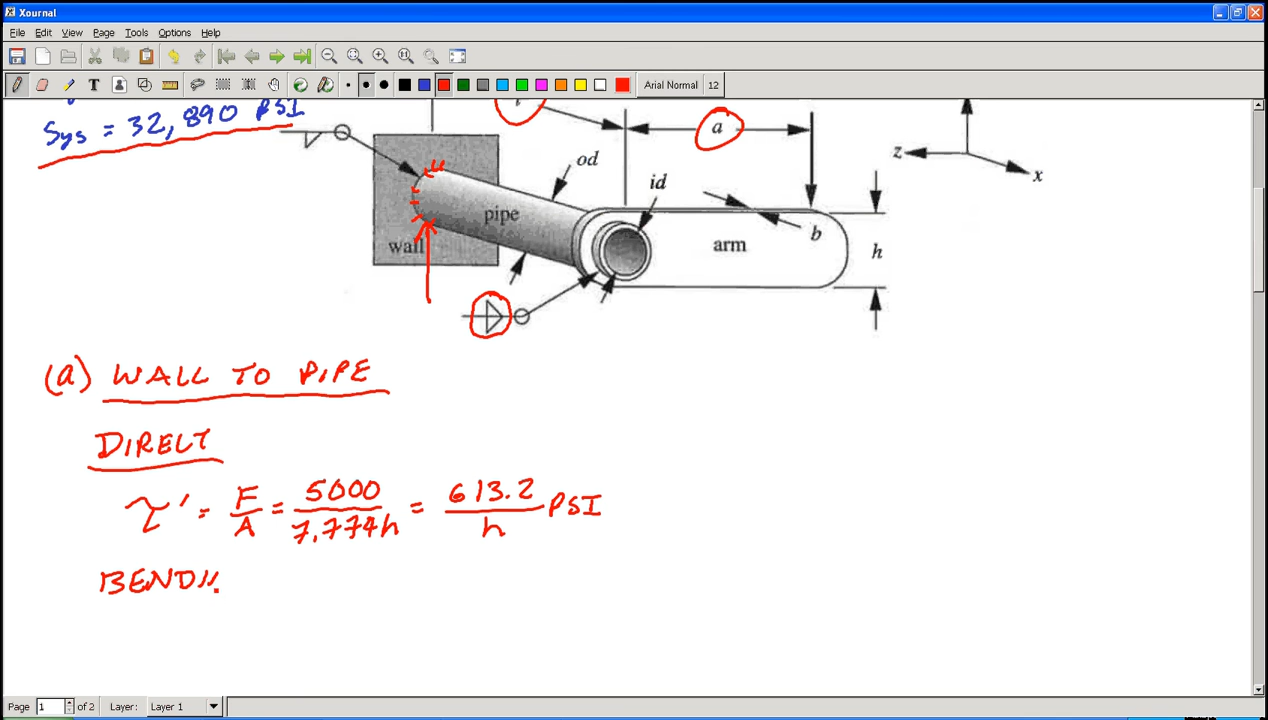 Xournal
File Edit View Page Tools Options Help
T Arial Normal 12
Sys = 32,890 PSI
a
z
x
od
id
pipe
b
wall
arm
h
(a) WALL TO PIPE
DIRECT
τ' = F/A = 5000/7.774h = 613.2/h PSI
BENDI
Page 1 of 2 Layer: Layer 1